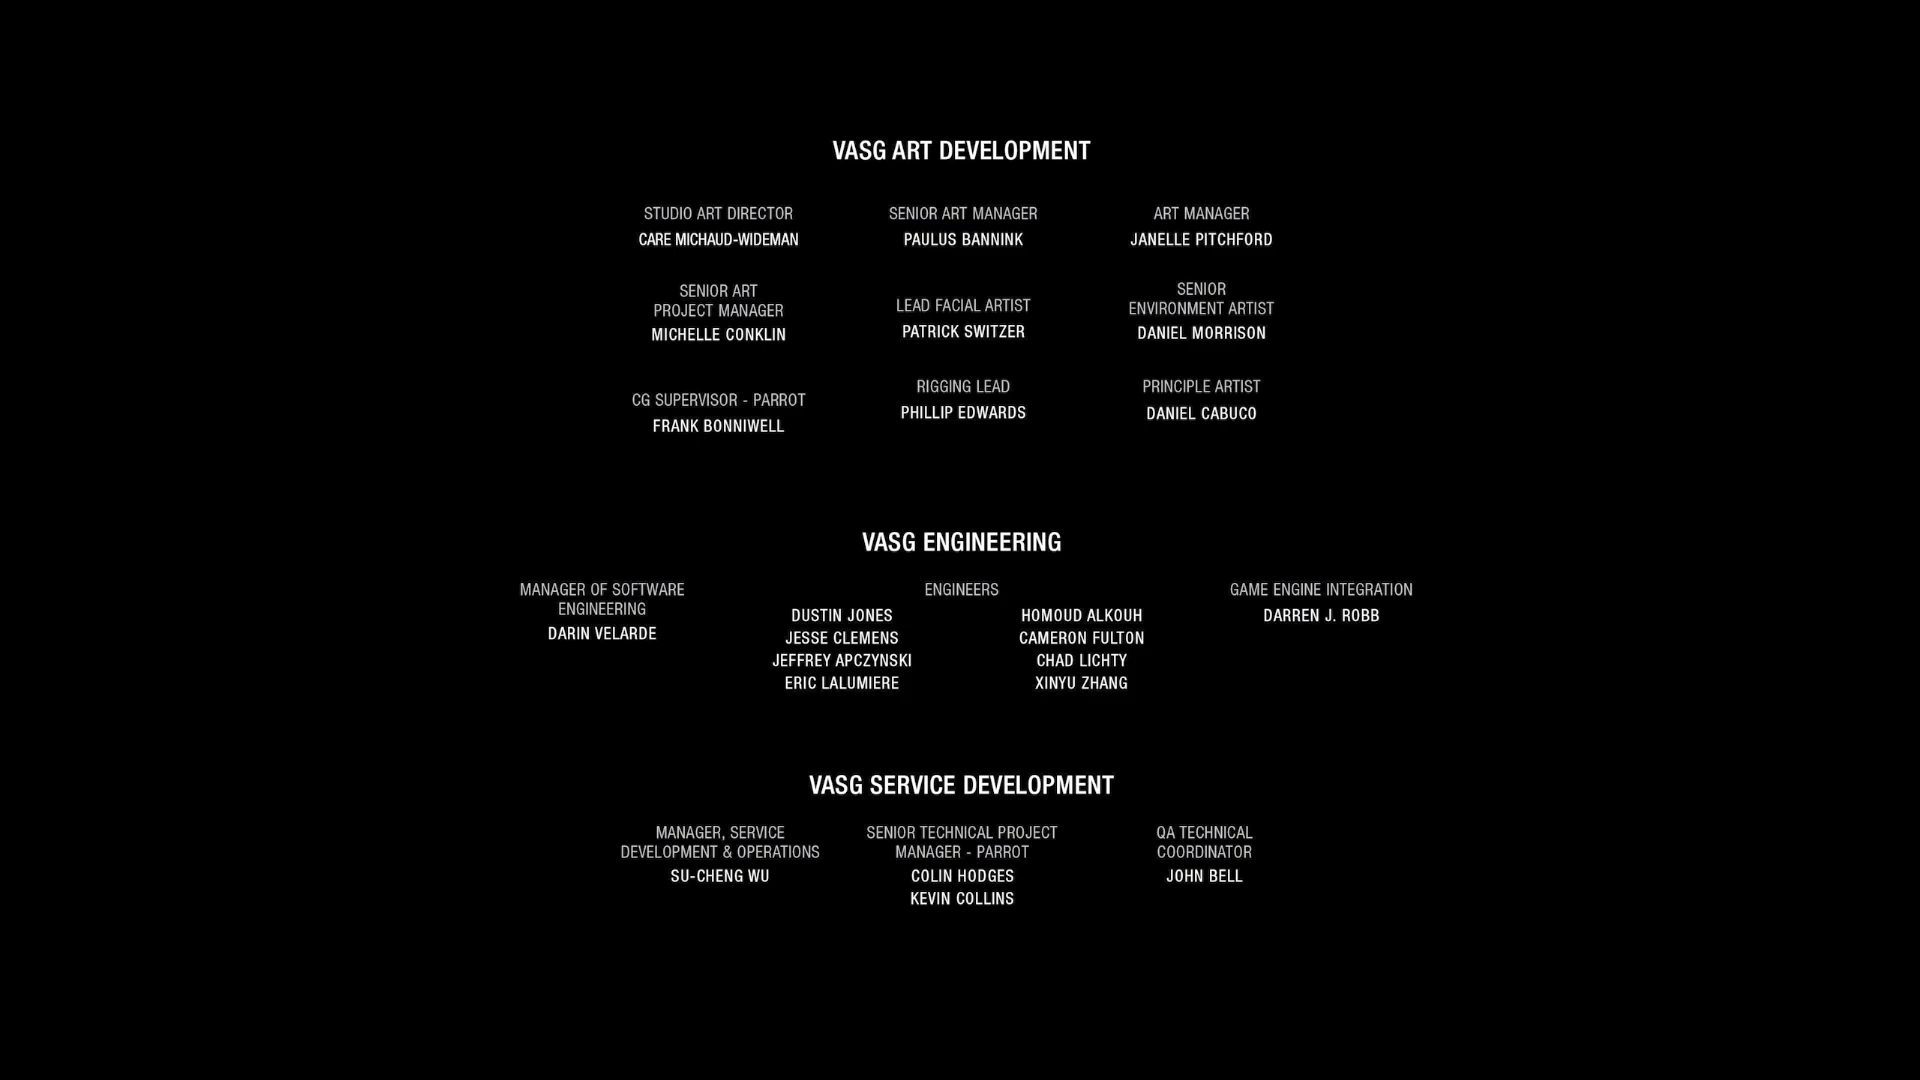 VASG ART DEVELOPMENT
STUDIO ART DIRECTOR
CARE MICHAUD-WIDEMAN
SENIOR ART MANAGER
PAULUS BANNINK
ART MANAGER
JANELLE PITCHFORD
SENIOR ART
PROJECT MANAGER
MICHELLE CONKLIN
LEAD FACIAL ARTIST
PATRICK SWITZER
SENIOR
ENVIRONMENT ARTIST
DANIEL MORRISON
CG SUPERVISOR - PARROT
FRANK BONNIWELL
RIGGING LEAD
PHILLIP EDWARDS
PRINCIPLE ARTIST
DANIEL CABUCO
VASG ENGINEERING
MANAGER OF SOFTWARE
ENGINEERING
DARIN VELARDE
ENGINEERS
DUSTIN JONES
JESSE CLEMENS
JEFFREY APCZYNSKI
ERIC LALUMIERE
HOMOUD ALKOUH
CAMERON FULTON
CHAD LICHTY
XINYU ZHANG
GAME ENGINE INTEGRATION
DARREN J. ROBB
VASG SERVICE DEVELOPMENT
MANAGER, SERVICE
DEVELOPMENT & OPERATIONS
SU-CHENG WU
SENIOR TECHNICAL PROJECT
MANAGER - PARROT
COLIN HODGES
KEVIN COLLINS
QA TECHNICAL
COORDINATOR
JOHN BELL